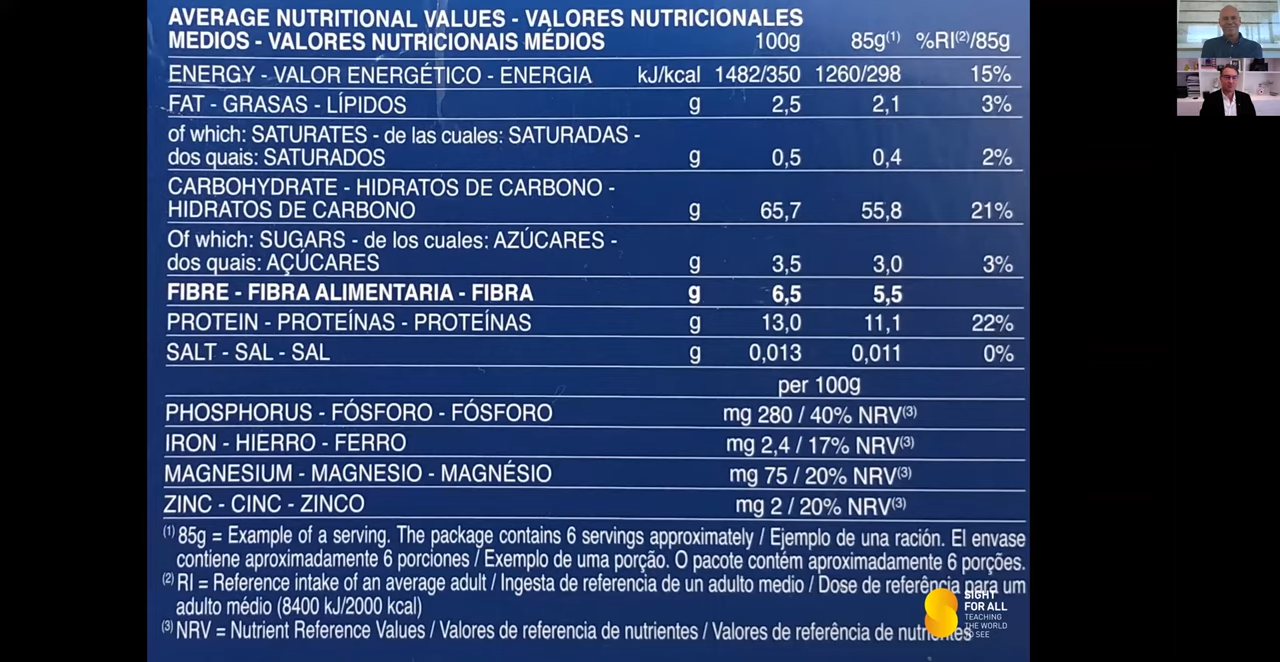 AVERAGE NUTRITIONAL VALUES - VALORES NUTRICIONALES
MEDIOS - VALORES NUTRICIONAIS MÉDIOS 100g 85g(1) %RI(2)/85g
ENERGY - VALOR ENERGÉTICO - ENERGIA kJ/kcal 1482/350 1260/298 15%
FAT - GRASAS - LÍPIDOS g 2,5 2,1 3%
of which: SATURATES - de las cuales: SATURADAS -
dos quais: SATURADOS g 0,5 0,4 2%
CARBOHYDRATE - HIDRATOS DE CARBONO -
HIDRATOS DE CARBONO g 65,7 55,8 21%
Of which: SUGARS - de los cuales: AZÚCARES -
dos quais: AÇÚCARES g 3,5 3,0 3%
FIBRE - FIBRA ALIMENTARIA - FIBRA g 6,5 5,5
PROTEIN - PROTEÍNAS - PROTEÍNAS g 13,0 11,1 22%
SALT - SAL - SAL g 0,013 0,011 0%
per 100g
PHOSPHORUS - FÓSFORO - FÓSFORO mg 280 / 40% NRV(3)
IRON - HIERRO - FERRO mg 2,4 / 17% NRV(3)
MAGNESIUM - MAGNESIO - MAGNÉSIO mg 75 / 20% NRV(3)
ZINC - CINC - ZINCO mg 2 / 20% NRV(3)
(1) 85g = Example of a serving. The package contains 6 servings approximately / Ejemplo de una ración. El envase
contiene aproximadamente 6 porciones / Exemplo de uma porção. O pacote contém aproximadamente 6 porções.
(2) RI = Reference intake of an average adult / Ingesta de referencia de un adulto medio / Dose de referência para um
adulto médio (8400 kJ/2000 kcal)
(3) NRV = Nutrient Reference Values / Valores de referencia de nutrientes / Valores de referência de nutrientes
SIGHT
FOR ALL
TEACHING
THE WORLD
TO SEE